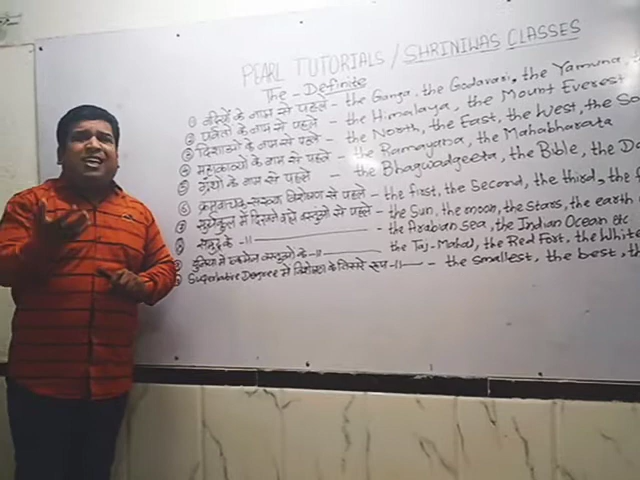 PEARL TUTORIALS / SHRINIWAS CLASSES
The - Definite
① नदियों के नाम से पहले - the Ganga, the Godavari, the Yamuna,
② पर्वतों के नाम से पहले - the Himalaya, the Mount Everest
③ दिशाओं के नाम से पहले - the North, the East, the West, the So
④ महाकाव्यों के नाम से पहले - the Ramayana, the Mahabharata
⑤ ग्रंथों के नाम से पहले - the Bhagwadgeeta, the Bible, the
⑥ क्रमवाचक संख्या विशेषण से पहले - the first, the Second, the third, the f
⑦ में दिखने वाले वस्तुओं से पहले - the Sun, the moon, the Stars, the earth
⑧ समुद्र के -॥- - the Arabian Sea, the Indian Ocean etc
⑨ दुनिया में वस्तुओं के -॥- the Taj-Mahal, the Red Fort, the White
Superlative Degree में विशेषण के तिसरे रूप -॥- - the smallest, the best, th